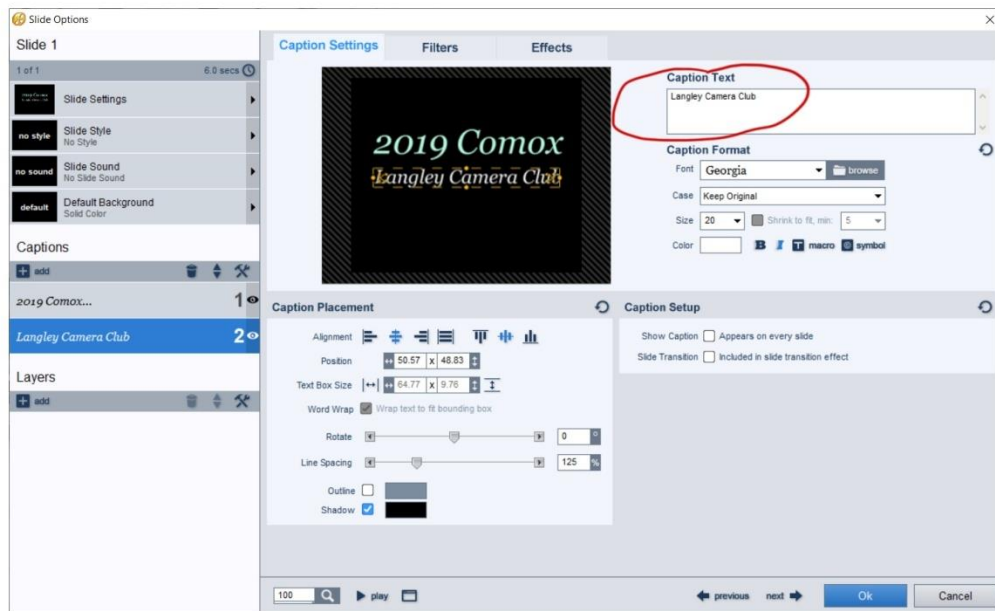 Slide Options
Slide 1
1 of 1 6.0 secs
Slide Settings
no style Slide Style
No Style
no sound Slide Sound
No Slide Sound
default Default Background
Solid Color
Captions
add
2019 Comox... 1
Langley Camera Club 2
Layers
add
Caption Settings Filters Effects
2019 Comox
Langley Camera Club
Caption Text
Langley Camera Club
Caption Format
Font Georgia browse
Case Keep Original
Size 20 Shrink to fit, min: 5
Color B I T macro symbol
Caption Placement
Alignment
Position 50.57 x 48.83
Text Box Size 64.77 x 9.76
Word Wrap Wrap text to fit bounding box
Rotate 0 °
Line Spacing 125 %
Outline
Shadow
Caption Setup
Show Caption Appears on every slide
Slide Transition Included in slide transition effect
100 play previous next Ok Cancel